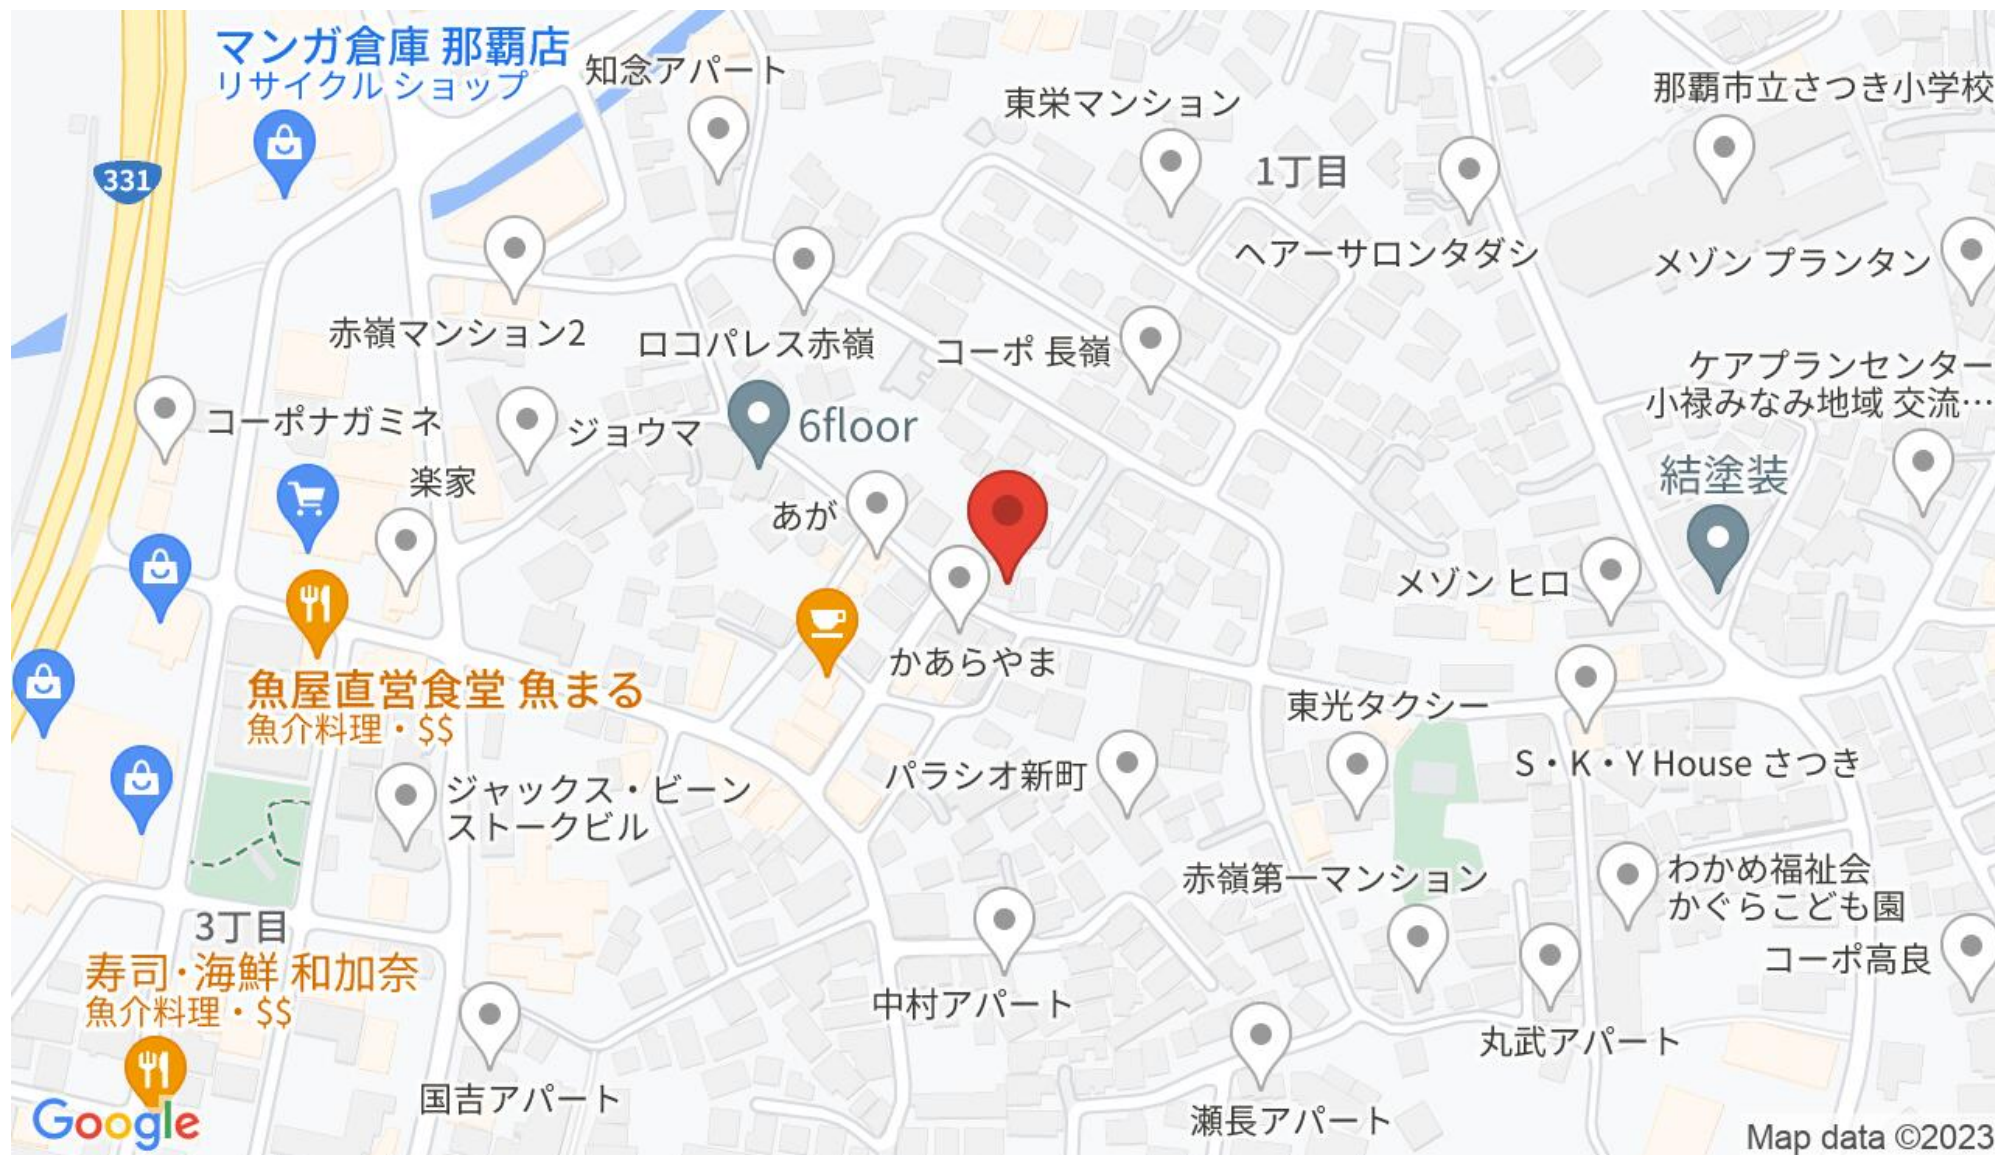 マンガ倉庫 那覇店
リサイクル ショップ
知念アパート
東栄マンション
那覇市立さつき小学校
331
1丁目
ヘアーサロンタダシ
メゾン プランタン
赤嶺マンション2
ロコパレス赤嶺
コーポ 長嶺
ケアプランセンター
小禄みなみ地域 交流…
コーポナガミネ
ジョウマ
6floor
楽家
結塗装
あが
メゾン ヒロ
かあらやま
魚屋直営食堂 魚まる
魚介料理・$$
東光タクシー
S・K・Y House さつき
パラシオ新町
ジャックス・ビーン
ストークビル
赤嶺第一マンション
わかめ福祉会
かぐらこども園
3丁目
寿司・海鮮 和加奈
魚介料理・$$
コーポ高良
中村アパート
丸武アパート
国吉アパート
瀬長アパート
Google
Map data ©2023